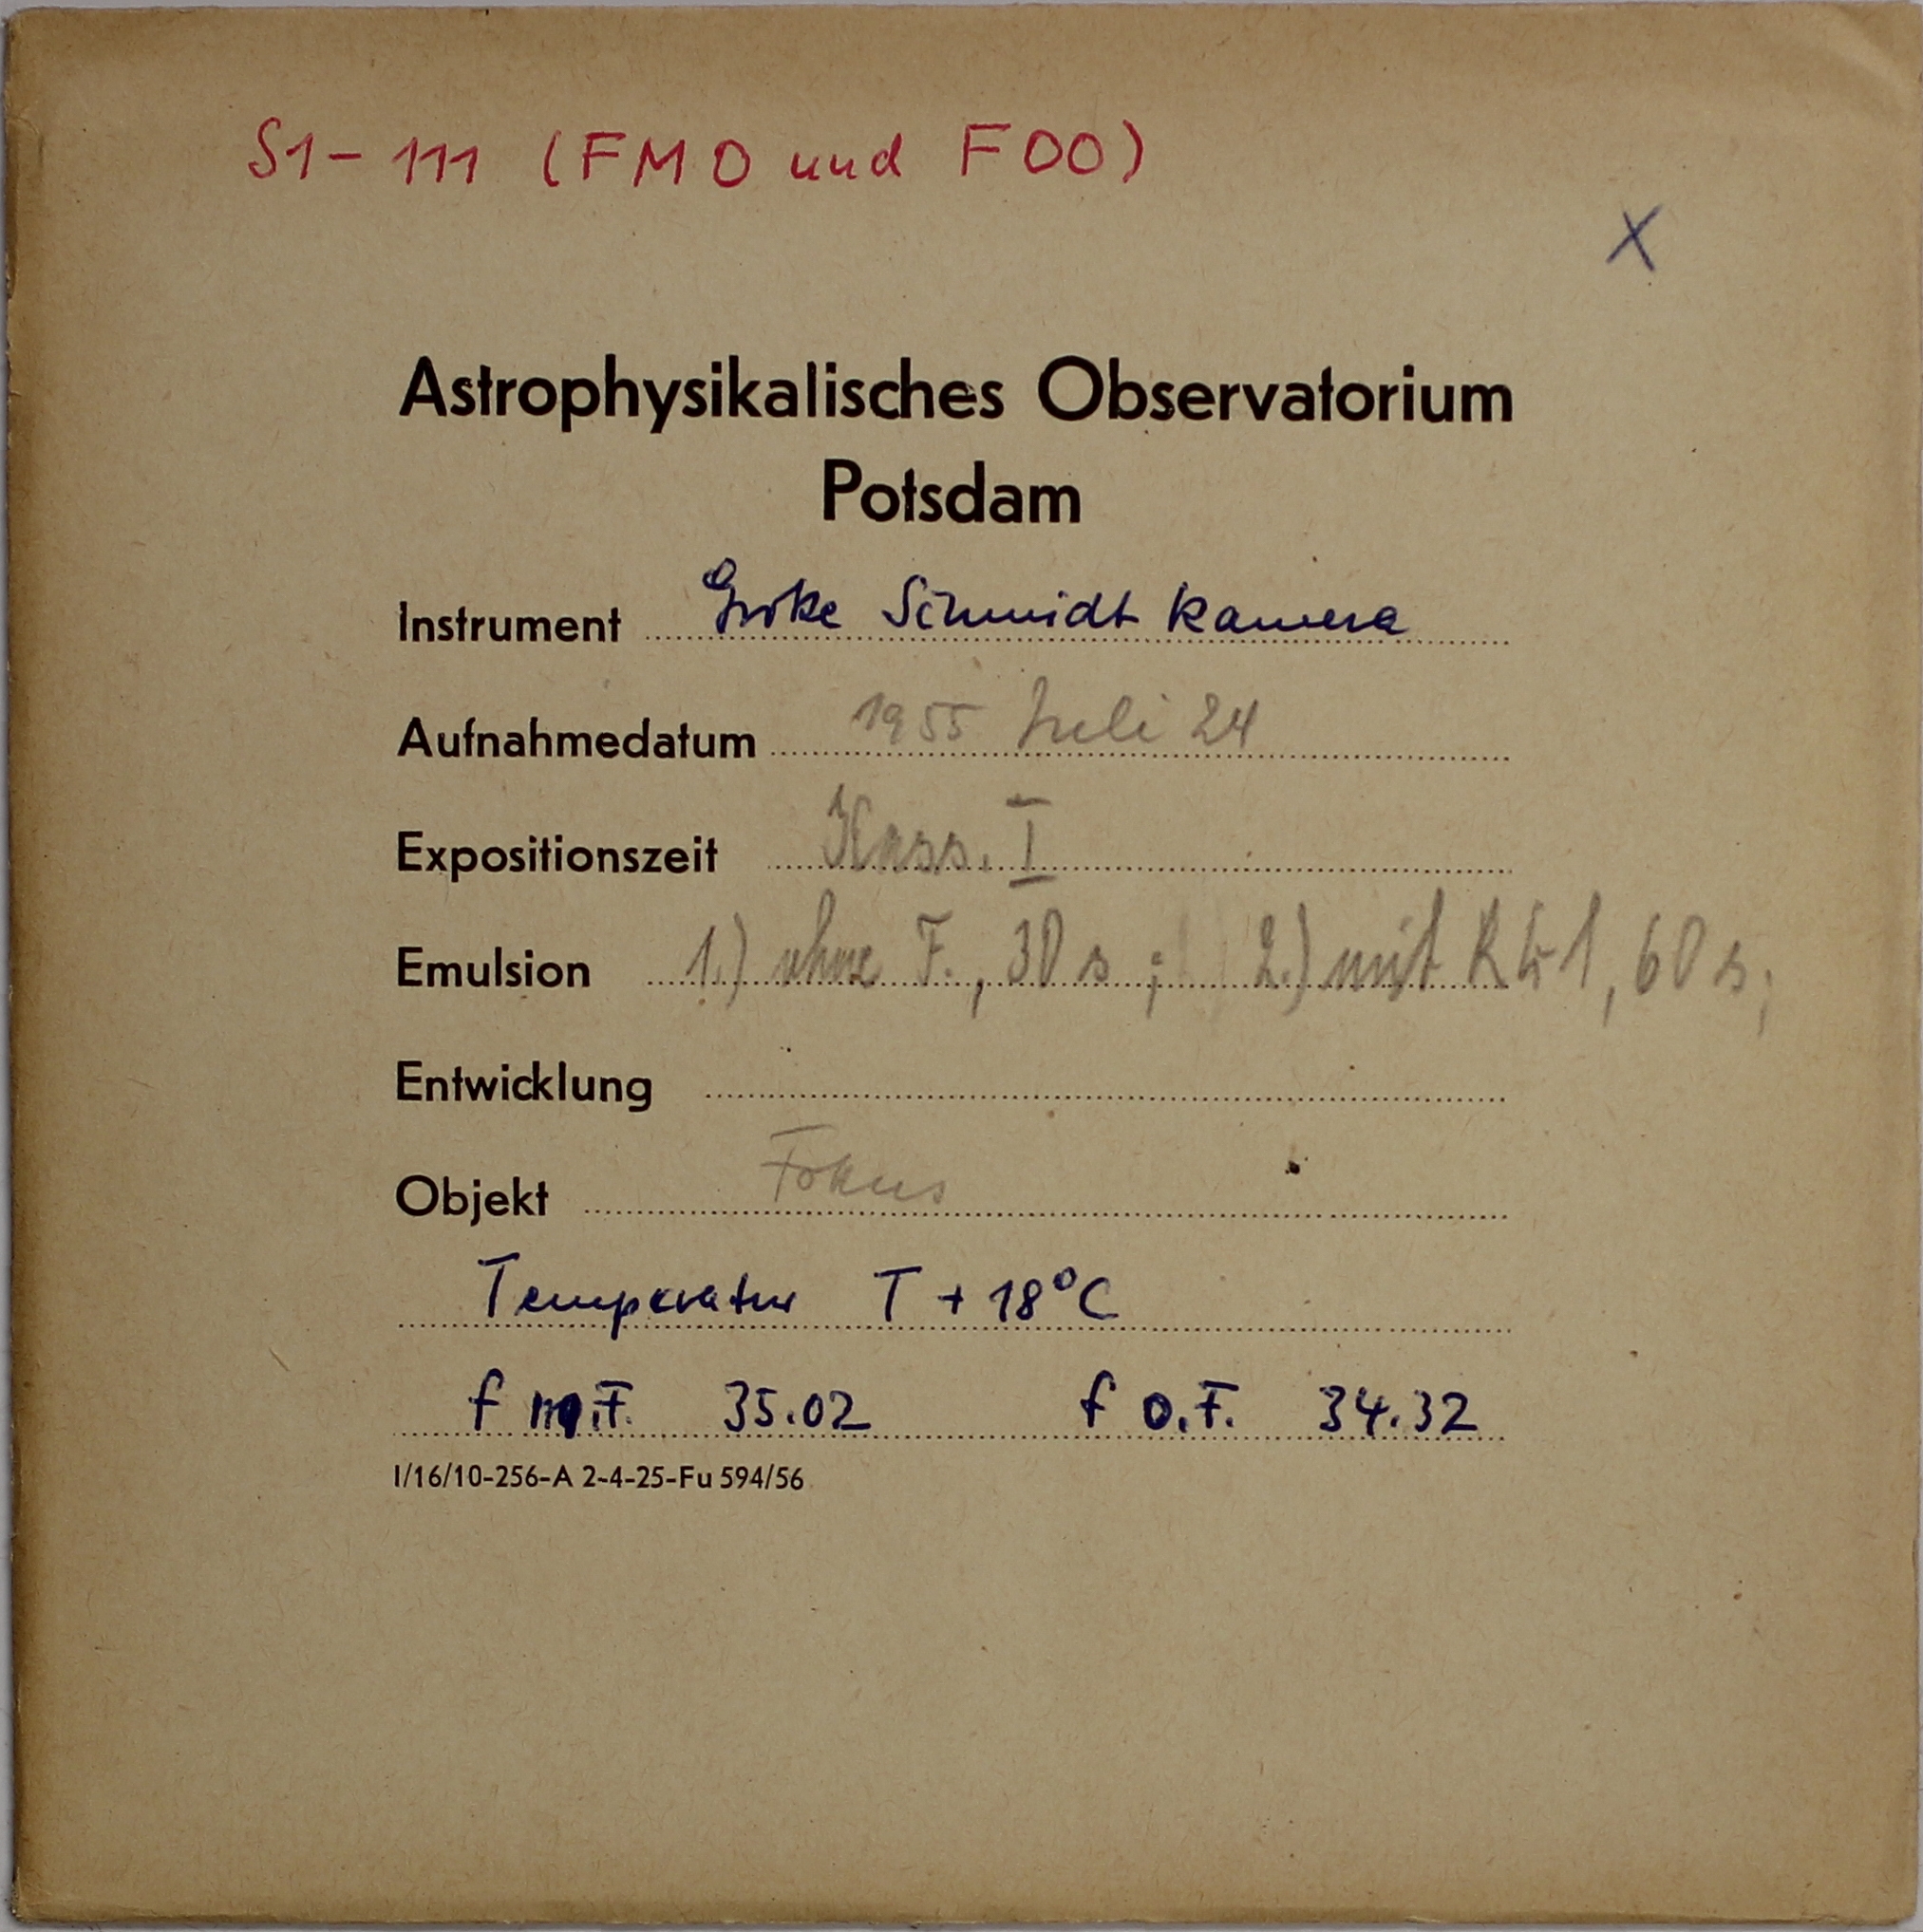 S1- 111 (FMO und FOO)
X
Astrophysikalisches Observatorium
Potsdam
Instrument Große Schmidt Kamera
Aufnahmedatum 1955 Juli 24
Expositionszeit Kass. I
Emulsion 1.) ohne F., 30 s; 2.) mit 60 s;
Entwicklung
Objekt Fokus
Temperatur T + 18°C
f m.F. 35.02 f o.F. 34.32
I/16/10-256-A 2-4-25-Fu 594/56